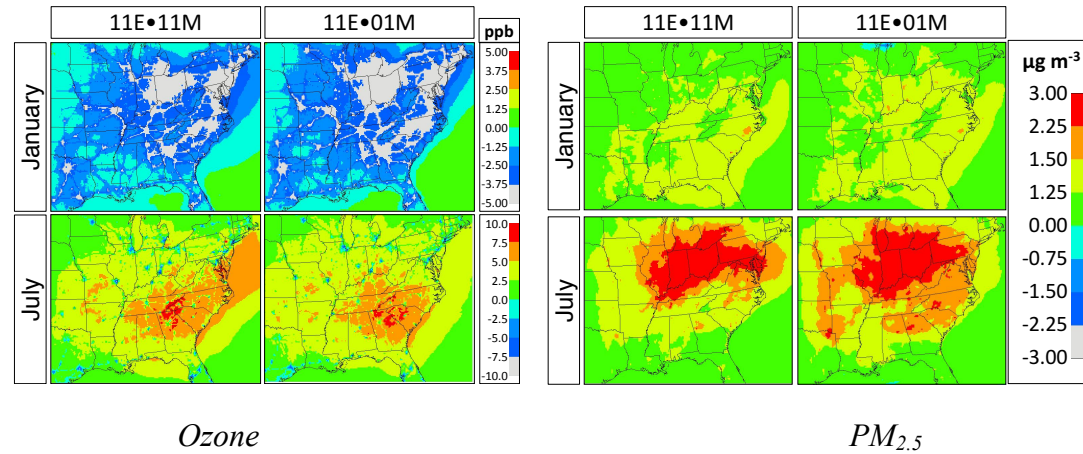 11E•11M 11E•01M
ppb
January
5.00
3.75
2.50
1.25
0.00
-1.25
-2.50
-3.75
-5.00
July
10.0
7.5
5.0
2.5
0.0
-2.5
-5.0
-7.5
-10.0
Ozone
11E•11M 11E•01M
µg m⁻³
January
July
3.00
2.25
1.50
1.25
0.00
-0.75
-1.50
-2.25
-3.00
PM₂.₅